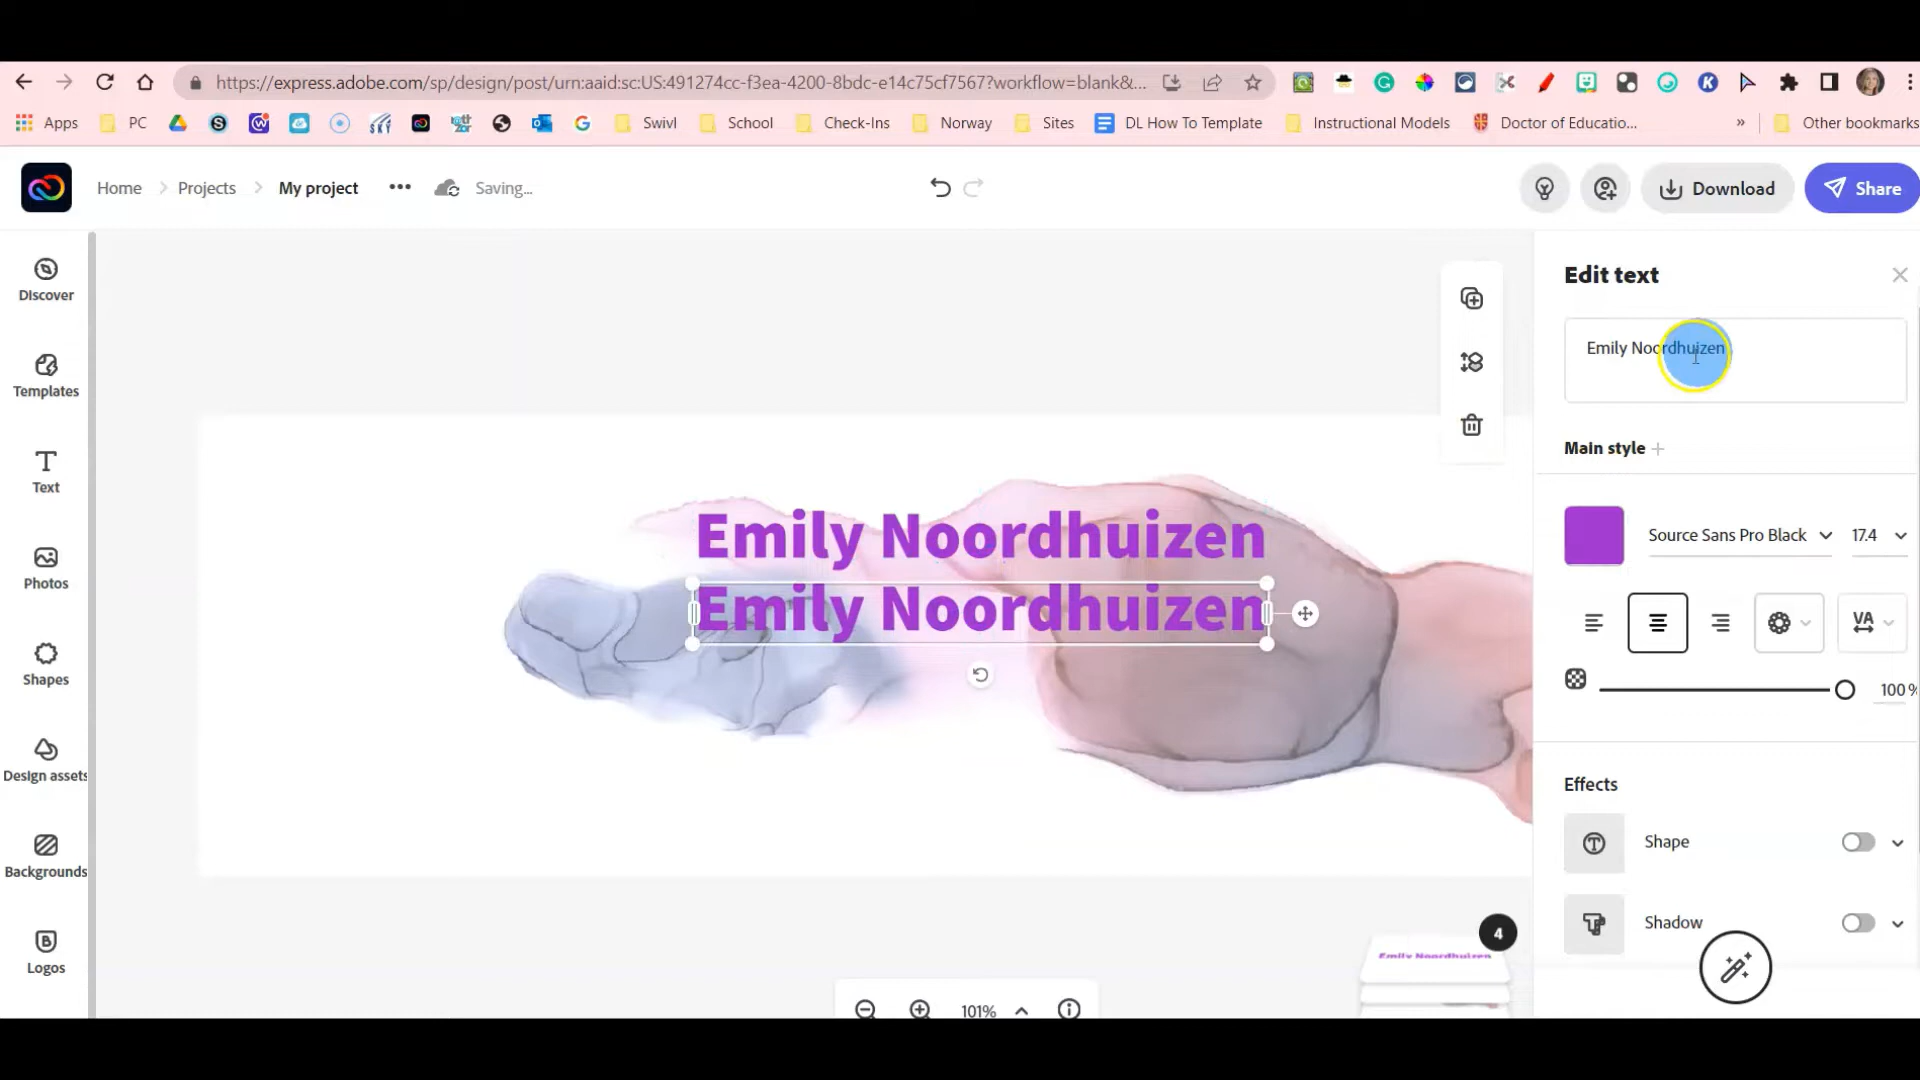 https://express.adobe.com/sp/design/post/urn:aaid:sc:US:491274cc-f3ea-4200-8bdc-e14c75cf7567?workflow=blank&...
Apps
PC
Swivl
School
Check-Ins
Norway
Sites
DL How To Template
Instructional Models
Doctor of Educatio...
»
Other bookmarks
Home
Projects
My project
Saving...
Download
Share
Discover
Templates
Text
Photos
Shapes
Design assets
Backgrounds
Logos
Emily Noordhuizen
Emily Noordhuizen
4
Emily Noordhuizen
101%
Edit text
Emily Noordhuizen
Main style
Source Sans Pro Black
17.4
VA
100%
Effects
Shape
Shadow